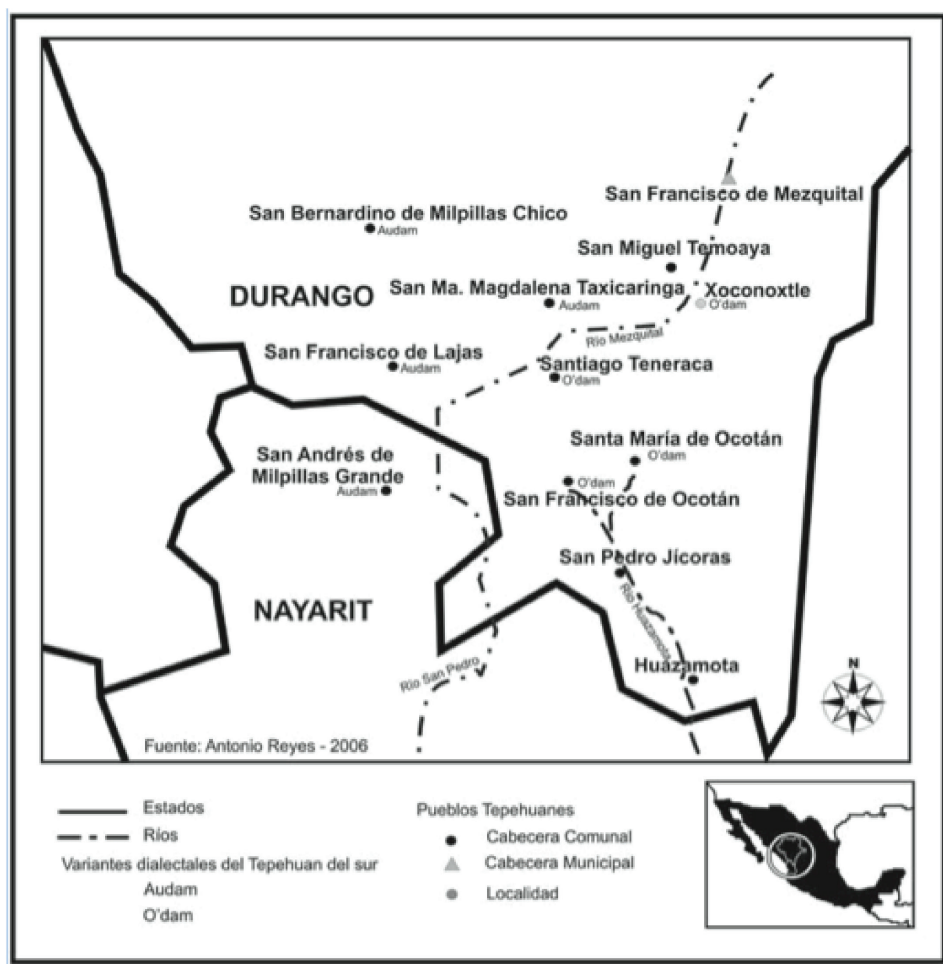 San Francisco de Mezquital
San Bernardino de Milpillas Chico
Audam
San Miguel Temoaya
DURANGO
San Ma. Magdalena Taxicaringa
Audam
Xoconoxtle
O'dam
Río Mezquital
San Francisco de Lajas
Audam
Santiago Teneraca
O'dam
San Andrés de
Milpillas Grande
Audam
Santa María de Ocotán
O'dam
O'dam
San Francisco de Ocotán
San Pedro Jícoras
Río Huazamota
NAYARIT
Huazamota
Río San Pedro
N
Fuente: Antonio Reyes - 2006
Estados
Ríos
Variantes dialectales del Tepehuan del sur
Audam
O'dam
Pueblos Tepehuanes
Cabecera Comunal
Cabecera Municipal
Localidad